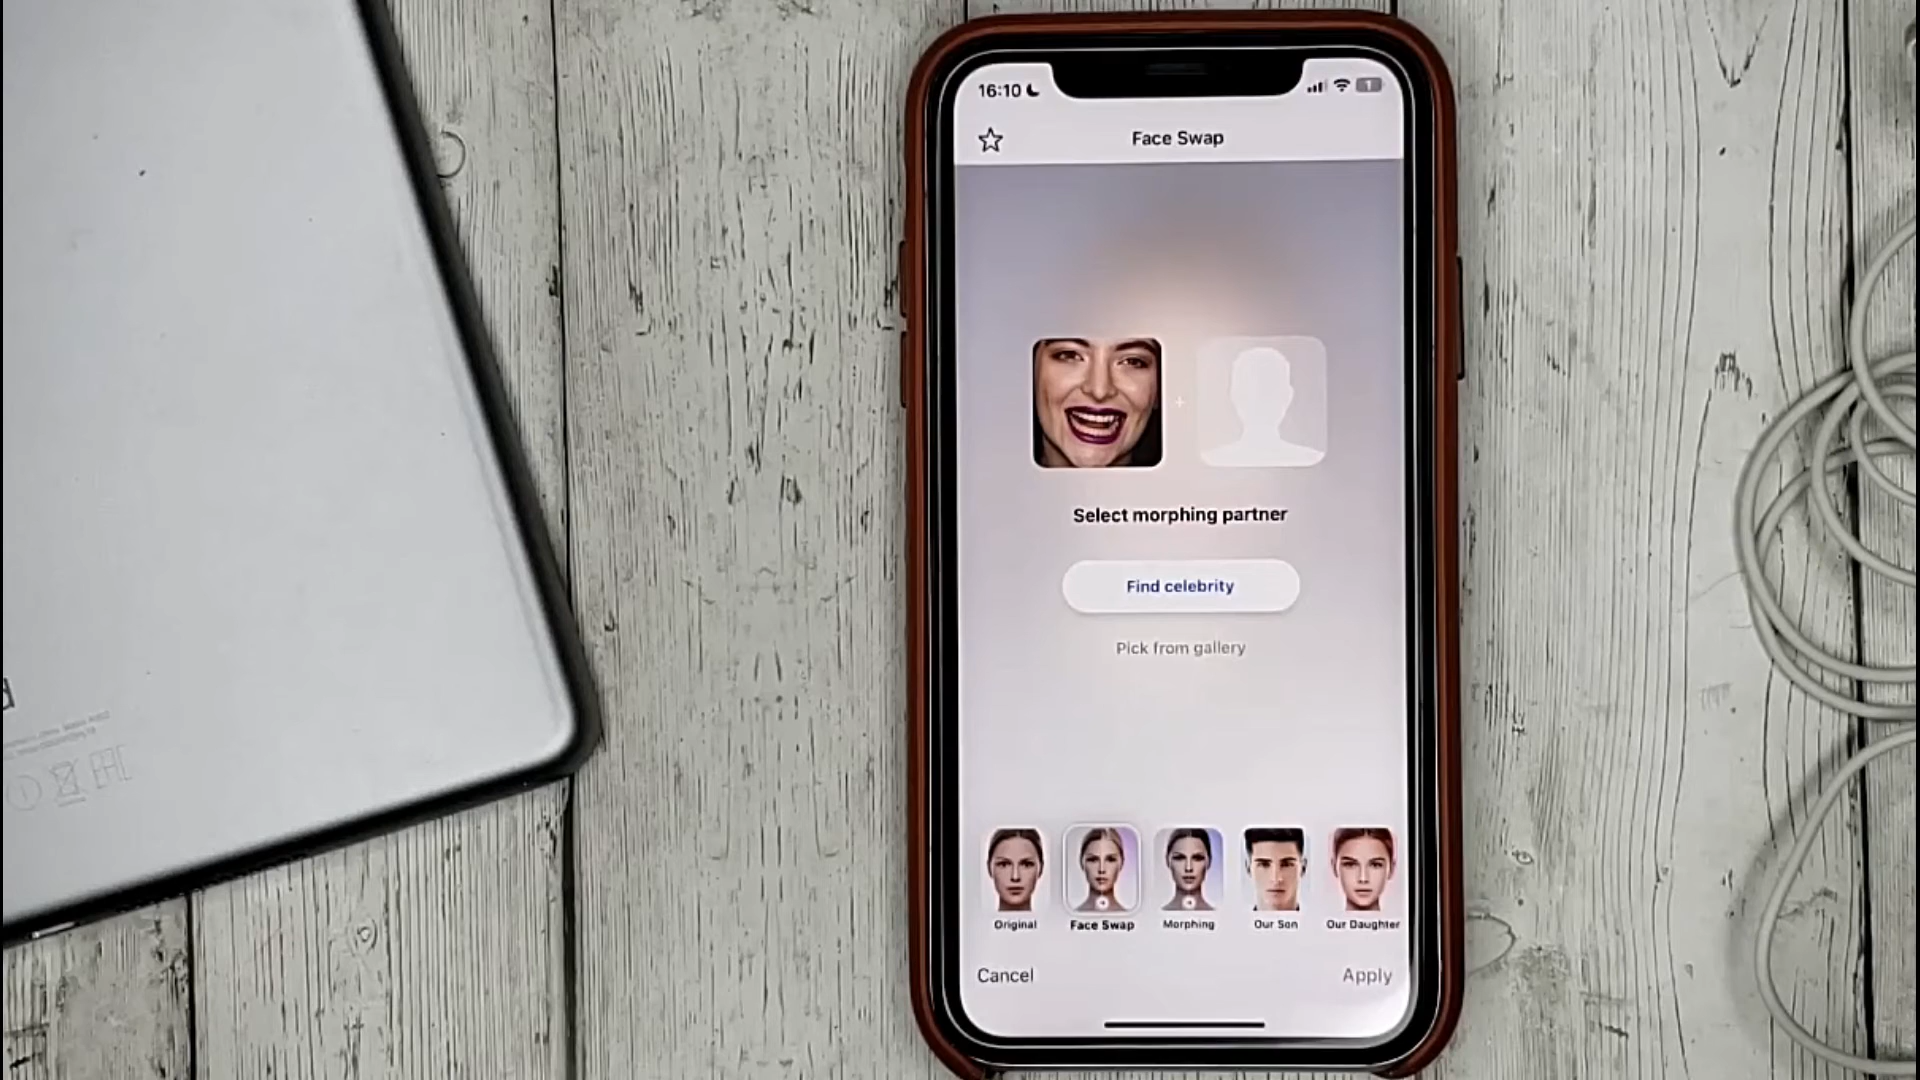 16:10
Face Swap
Select morphing partner
Find celebrity
Pick from gallery
Original
Face Swap
Morphing
Our Son
Our Daughter
Cancel
Apply